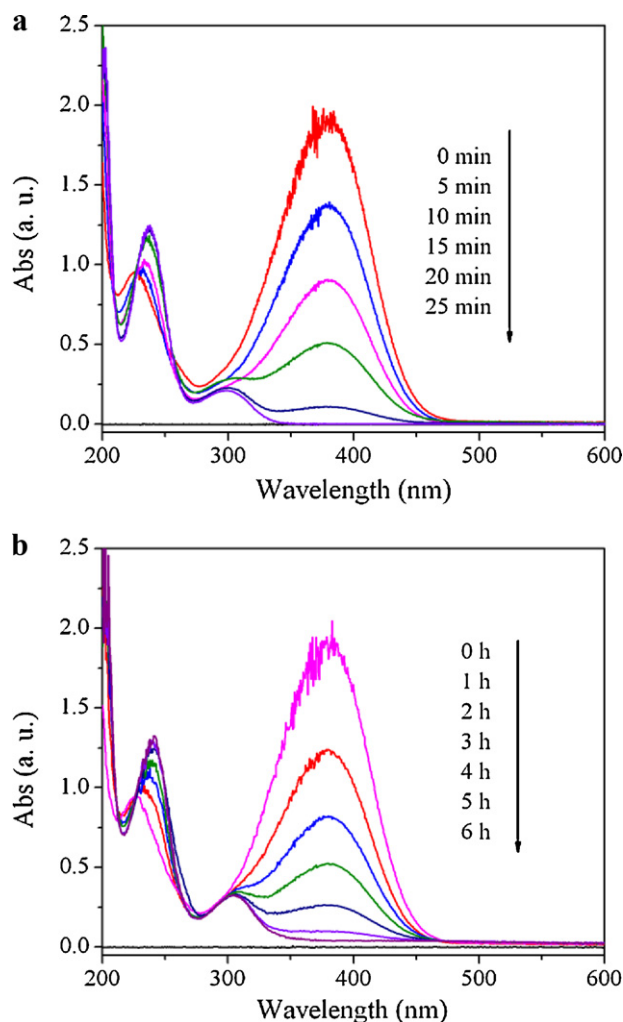 a
2.5
2.0
1.5
1.0
0.5
0.0
Abs (a. u.)
0 min
5 min
10 min
15 min
20 min
25 min
200 300 400 500 600
Wavelength (nm)
b
2.5
2.0
1.5
1.0
0.5
0.0
Abs (a. u.)
0 h
1 h
2 h
3 h
4 h
5 h
6 h
200 300 400 500 600
Wavelength (nm)